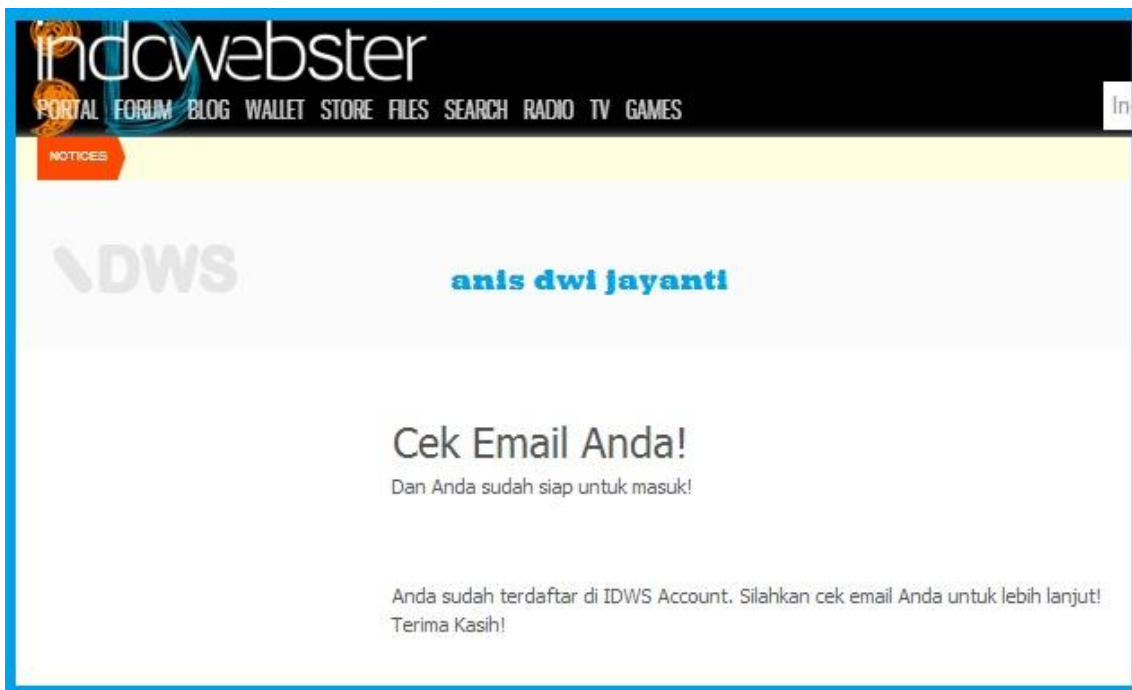 indowebster
PORTAL FORUM BLOG WALLET STORE FILES SEARCH RADIO TV GAMES
In
NOTICES
IDWS
anis dwi jayanti
Cek Email Anda!
Dan Anda sudah siap untuk masuk!
Anda sudah terdaftar di IDWS Account. Silahkan cek email Anda untuk lebih lanjut!
Terima Kasih!